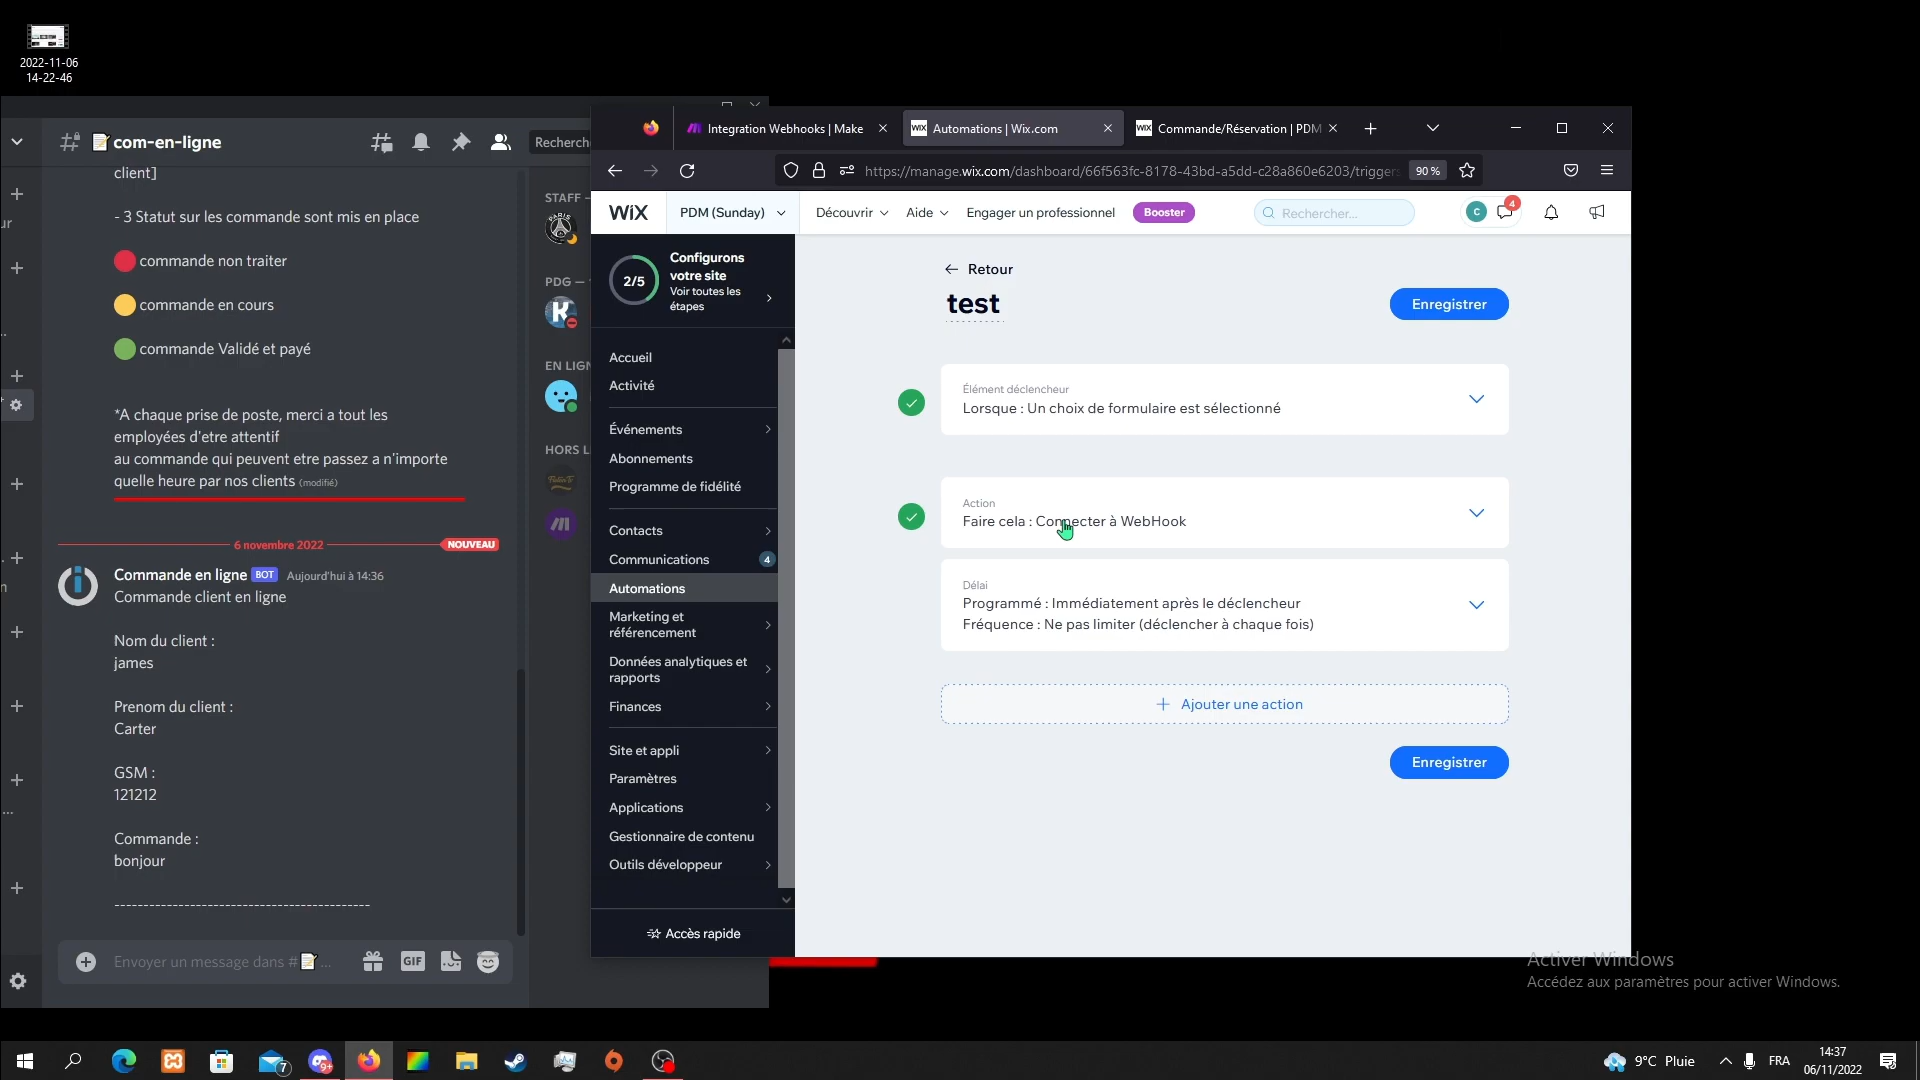 2022-11-06
14-22-46
com-en-ligne
Recherch
client]
- 3 Statut sur les commande sont mis en place
commande non traiter
commande en cours
commande Validé et payé
*A chaque prise de poste, merci a tout les
employées d'etre attentif
au commande qui peuvent etre passez a n'importe
quelle heure par nos clients (modifié)
6 novembre 2022
NOUVEAU
Commande en ligne BOT Aujourd'hui à 14:36
Commande client en ligne
Nom du client :
james
Prenom du client :
Carter
GSM :
121212
Commande :
bonjour
--------------------------------------------
Envoyer un message dans # ...
GIF
STAFF —
PARIS
PDG —
K
EN LIGN
HORS L
Integration Webhooks | Make
WIX Automations | Wix.com
WIX Commande/Réservation | PDM
https://manage.wix.com/dashboard/66f563fc-8178-43bd-a5dd-c28a860e6203/trigger
90 %
WIX
PDM (Sunday)
Découvrir
Aide
Engager un professionnel
Booster
Rechercher...
C
4
2/5
Configurons
votre site
Voir toutes les
étapes
Accueil
Activité
Événements
Abonnements
Programme de fidélité
Contacts
Communications 4
Automations
Marketing et
référencement
Données analytiques et
rapports
Finances
Site et appli
Paramètres
Applications
Gestionnaire de contenu
Outils développeur
Accès rapide
Retour
test
Enregistrer
Élément déclencheur
Lorsque : Un choix de formulaire est sélectionné
Action
Faire cela : Connecter à WebHook
Délai
Programmé : Immédiatement après le déclencheur
Fréquence : Ne pas limiter (déclencher à chaque fois)
Ajouter une action
Enregistrer
Activer Windows
Accédez aux paramètres pour activer Windows.
7
9+
9°C Pluie
FRA
14:37
06/11/2022